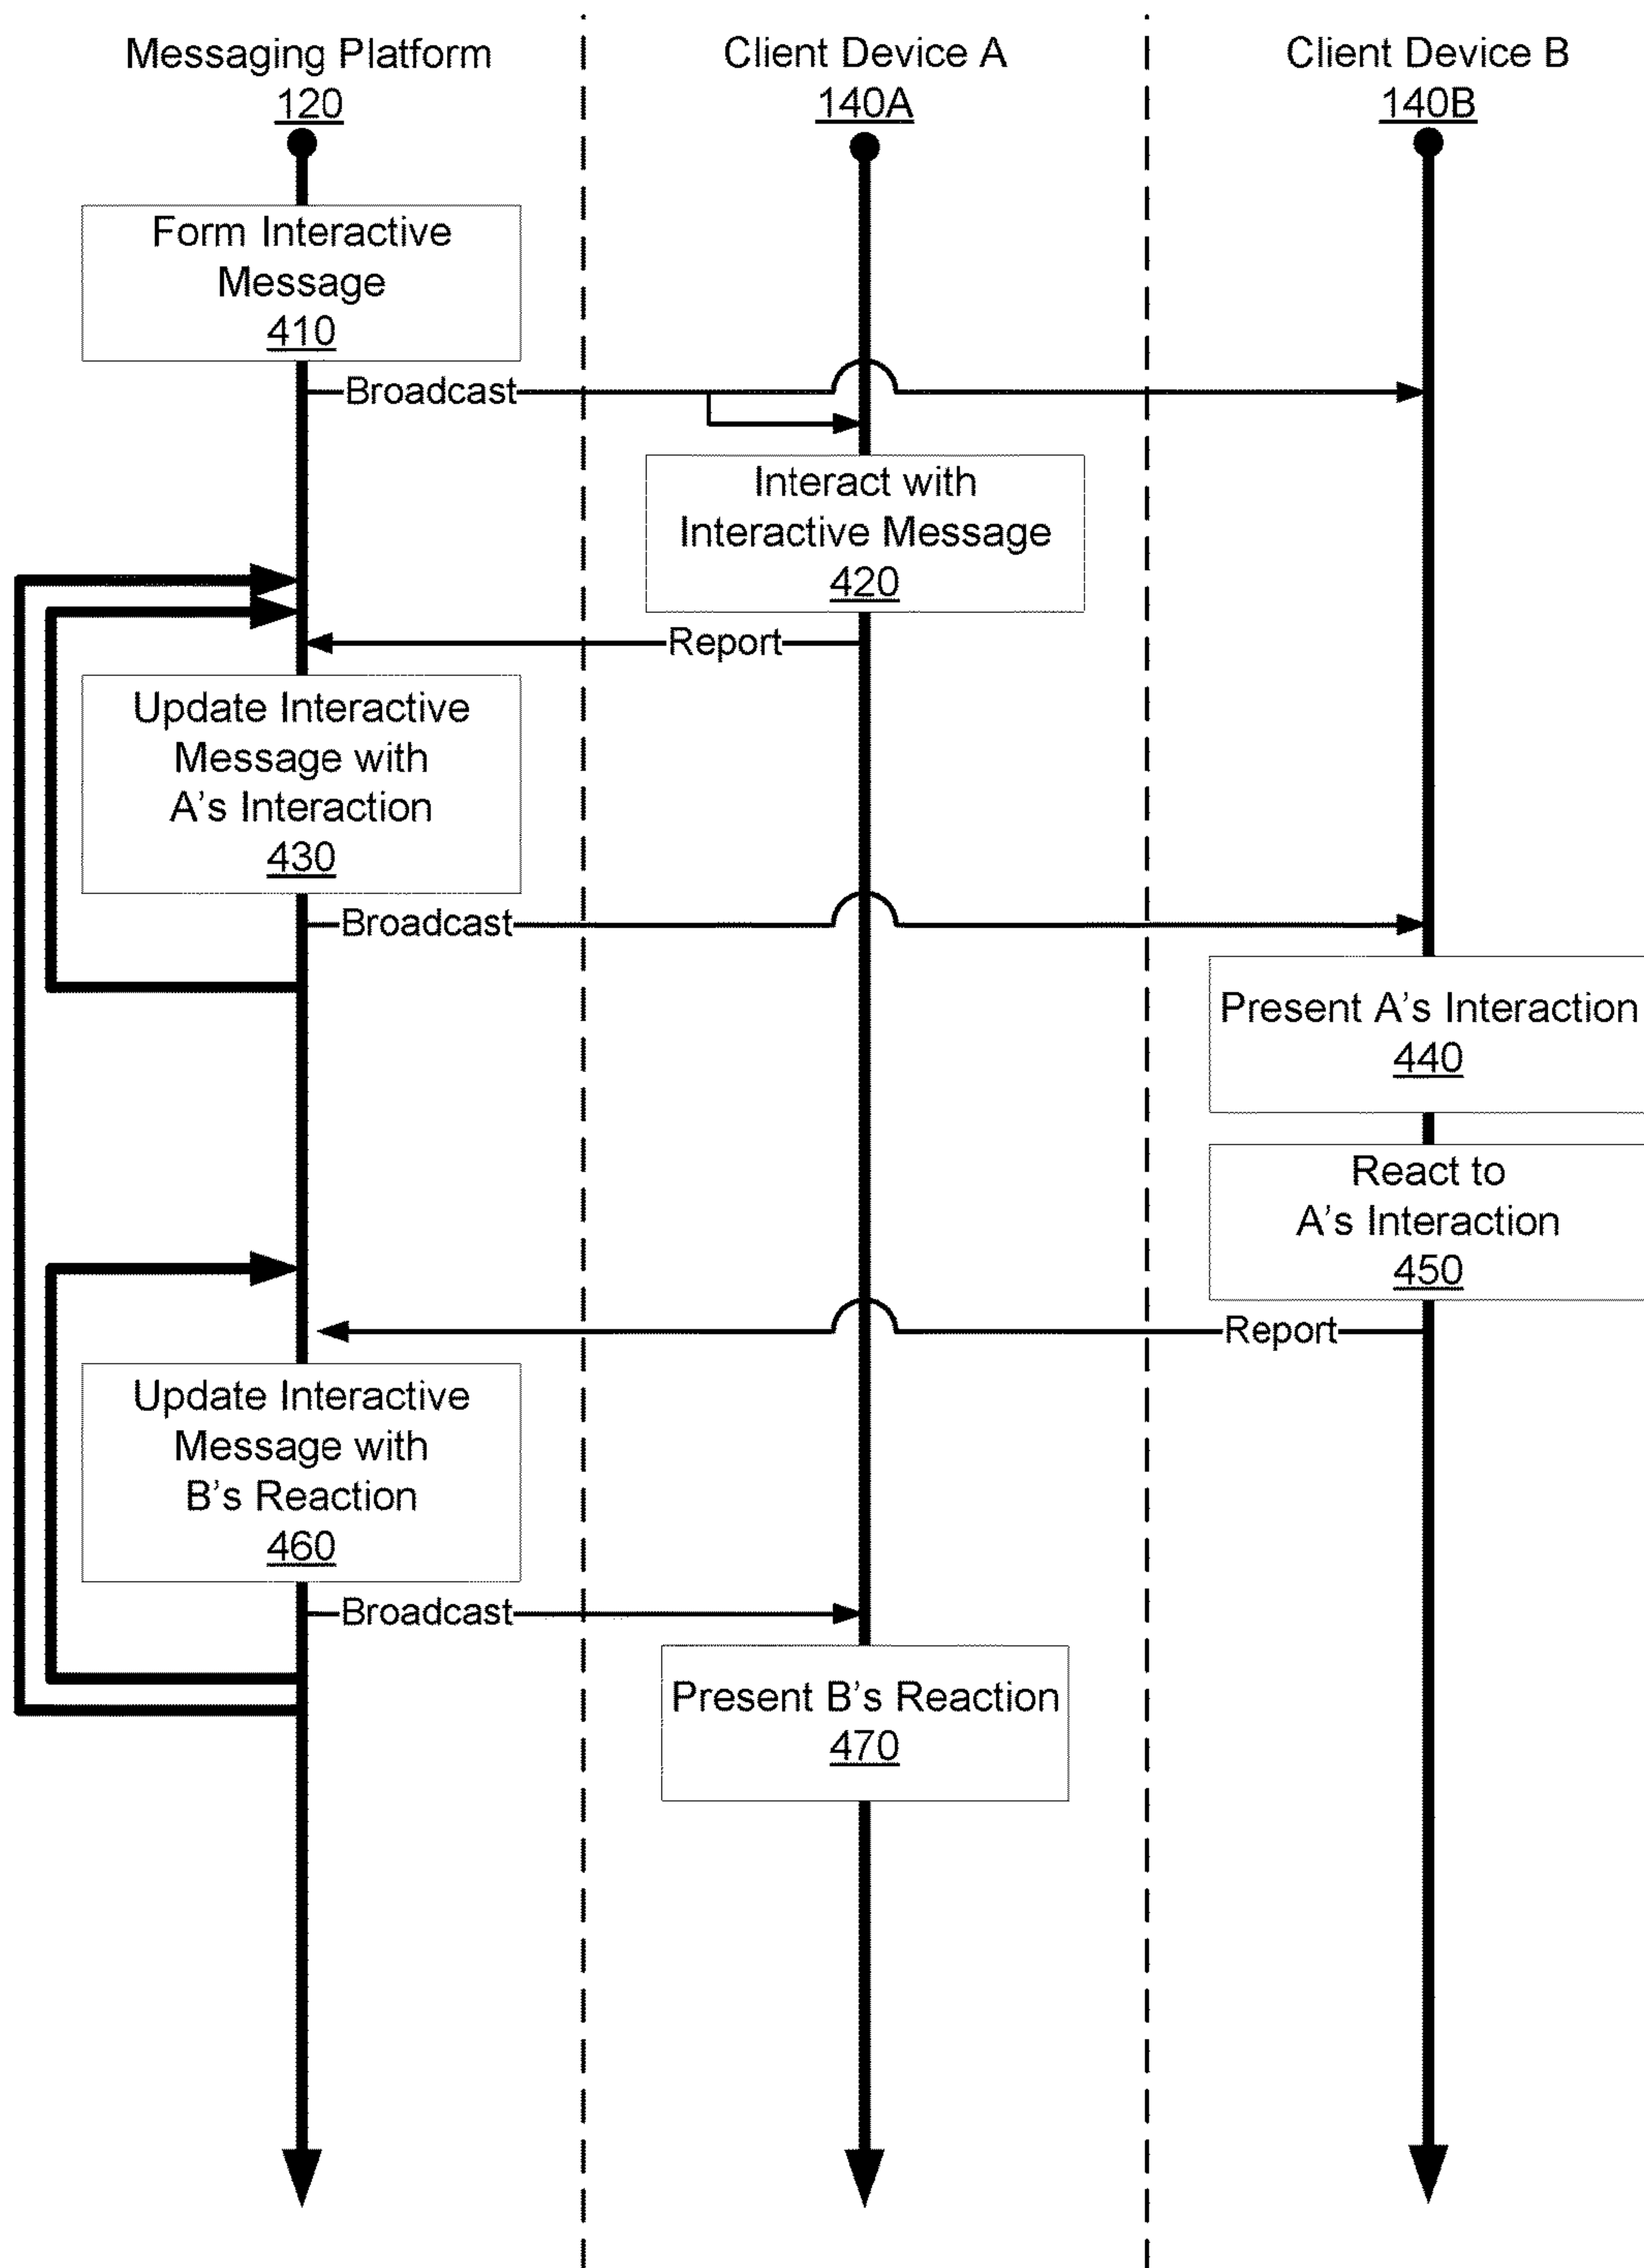 Messaging Platform
120
Client Device A
140A
Client Device B
140B
Form Interactive
Message
410
Broadcast
Interact with
Interactive Message
420
Report
Update Interactive
Message with
A's Interaction
430
Broadcast
Present A's Interaction
440
React to
A's Interaction
450
Report
Update Interactive
Message with
B's Reaction
460
Broadcast
Present B's Reaction
470